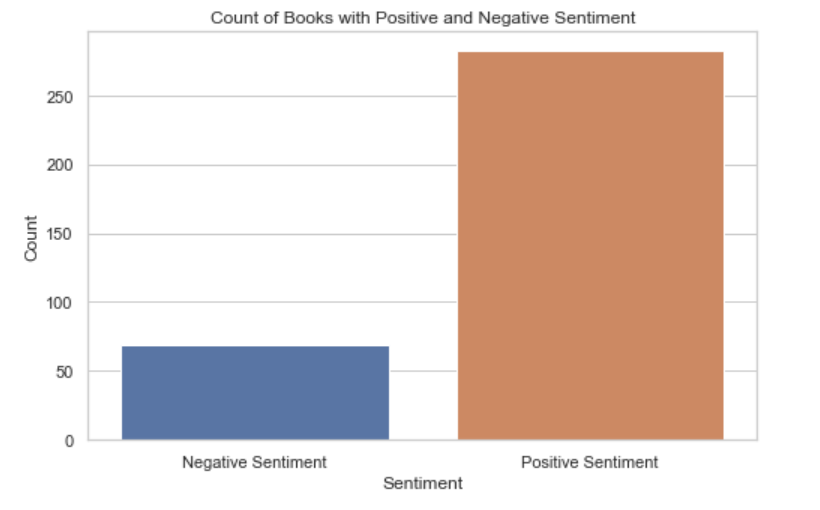 Count of Books with Positive and Negative Sentiment
250
200
150
100
50
0
Count
Negative Sentiment
Positive Sentiment
Sentiment